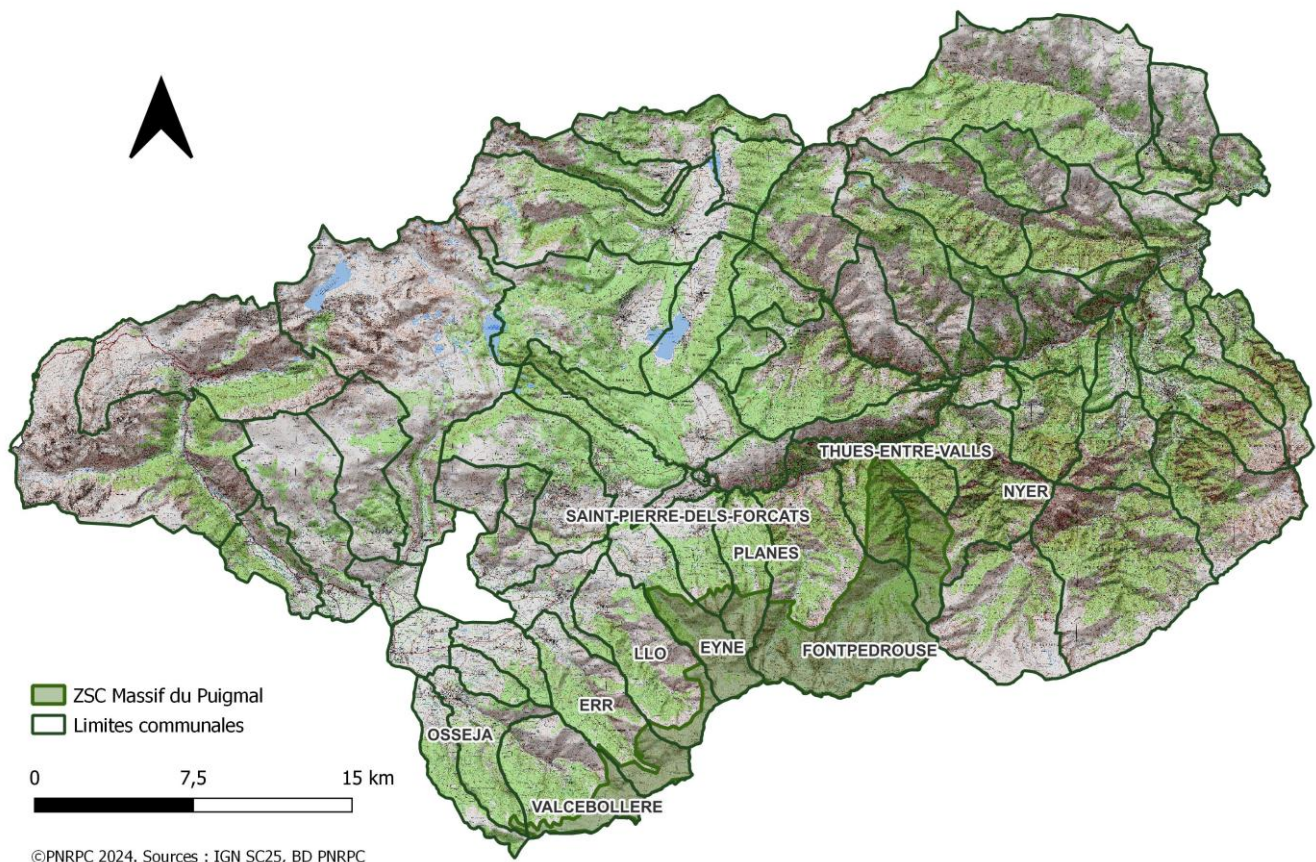 THUES-ENTRE-VALLS
NYER
SAINT-PIERRE-DELS-FORCATS
PLANES
LLO
EYNE
FONTPEDROUSE
ERR
OSSEJA
VALCEBOLLERE
ZSC Massif du Puigmal
Limites communales
0 7,5 15 km
©PNRPC 2024. Sources : IGN SC25, BD PNRPC